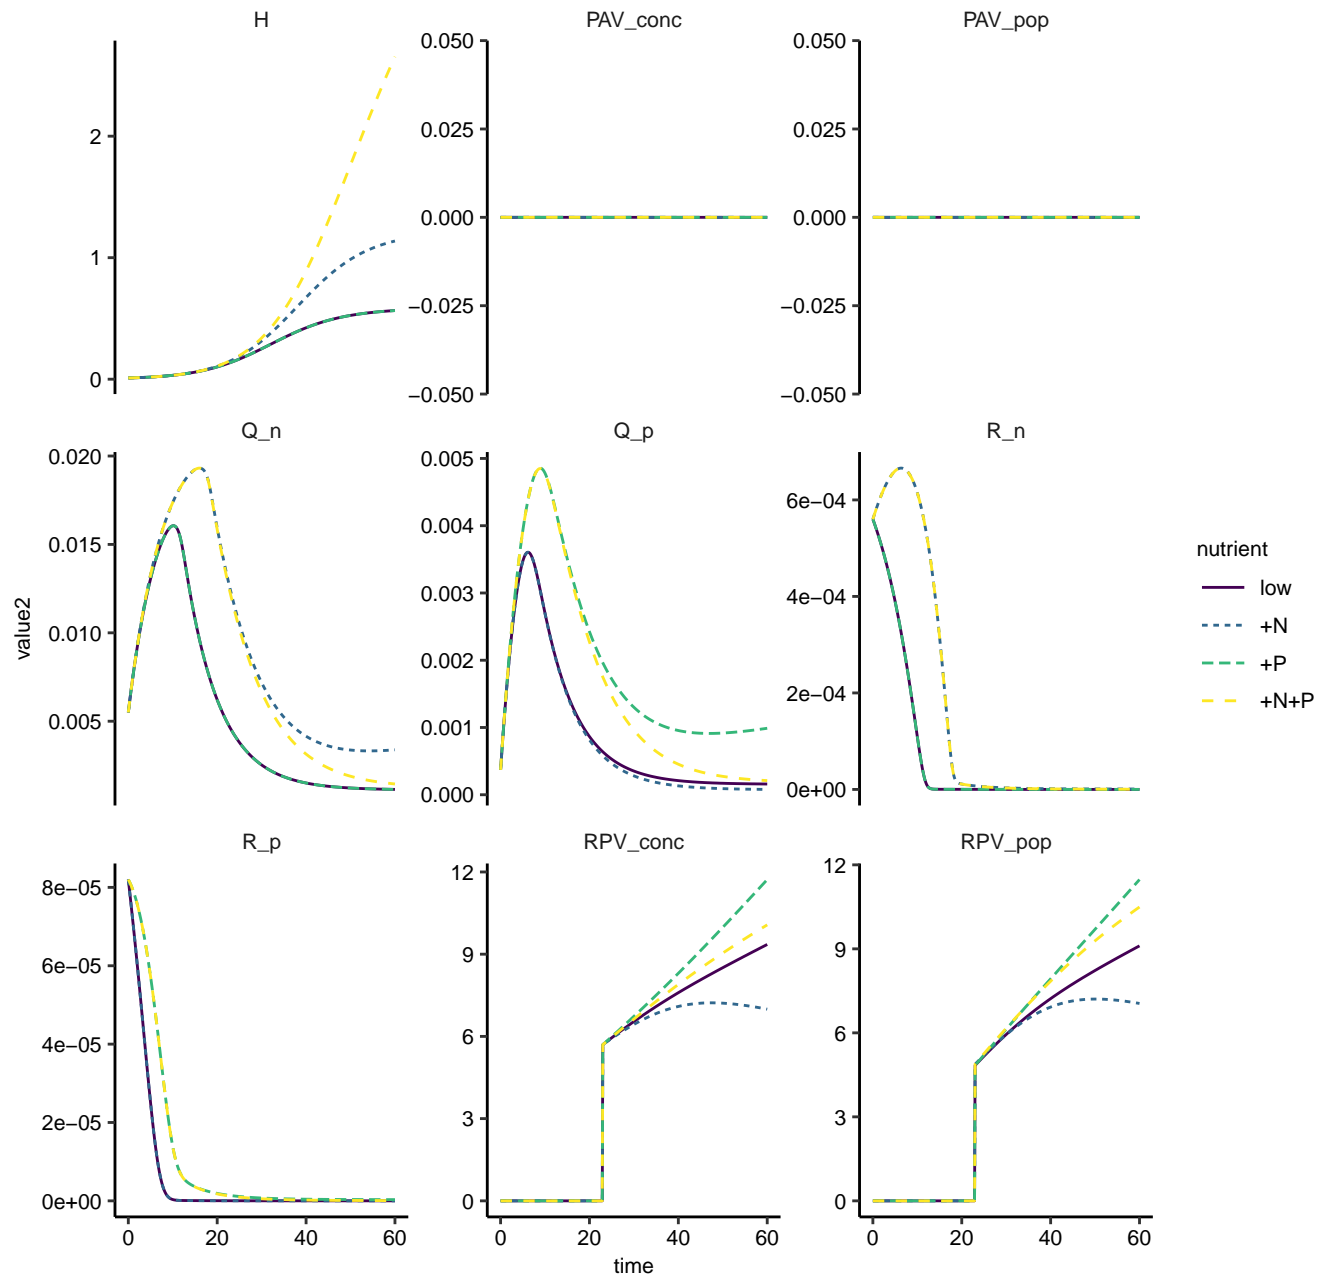 H
PAV_conc
PAV_pop
2
1
0
0.050
0.025
0.000
−0.025
−0.050
0.050
0.025
0.000
−0.025
−0.050
Q_n
Q_p
R_n
0.020
0.015
0.010
0.005
0.005
0.004
0.003
0.002
0.001
0.000
6e−04
4e−04
2e−04
0e+00
value2
R_p
RPV_conc
RPV_pop
8e−05
6e−05
4e−05
2e−05
0e+00
12
9
6
3
0
12
9
6
3
0
0 20 40 60
0 20 40 60
0 20 40 60
time
nutrient
low
+N
+P
+N+P